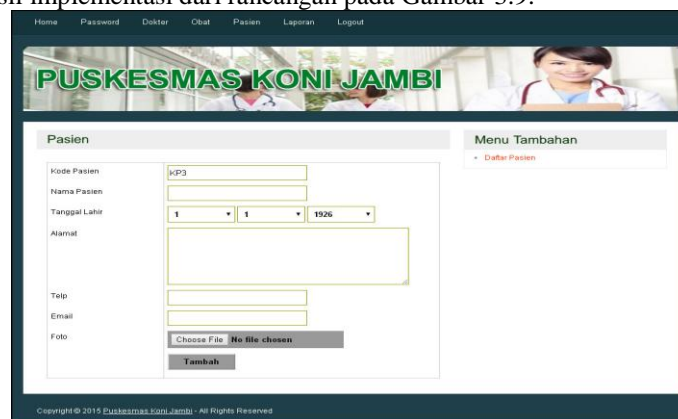 sil implementasi dari rancangan pada Gambar 5.9.
Home Password Dokter Obat Pasien Laporan Logout
PUSKESMAS KONI JAMBI
Pasien
Menu Tambahan
Daftar Pasien
Kode Pasien KP3
Nama Pasien
Tanggal Lahir 1 1 1926
Alamat
Telp
Email
Foto Choose File No file chosen
Tambah
Copyright © 2015 Puskesmas Koni Jambi - All Rights Reserved